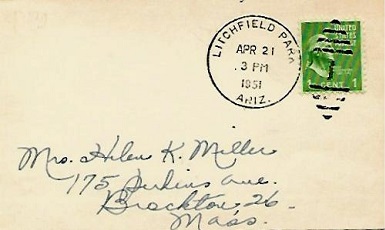 LITCHFIELD PARK
APR 21
3 PM
1951
ARIZ.
UNITED
STATES
1 CENT 1
Mrs. Helen K. Miller
175 Perkins Ave.
Brockton 26
Mass.